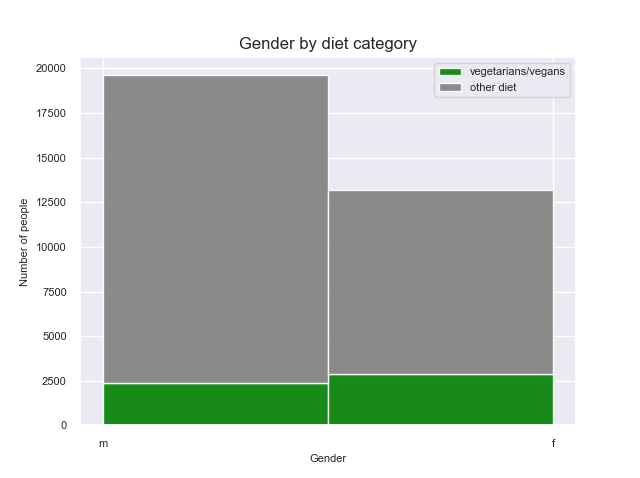 Gender by diet category
vegetarians/vegans
other diet
20000
17500
15000
12500
10000
7500
5000
2500
0
Number of people
m
f
Gender